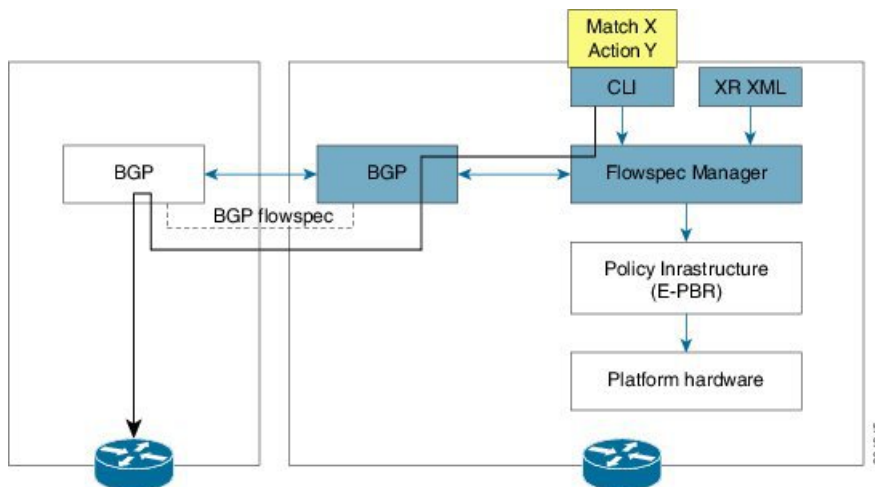 Match X
Action Y
CLI
XR XML
BGP
BGP
Flowspec Manager
BGP flowspec
Policy Inrastructure
(E-PBR)
Platform hardware